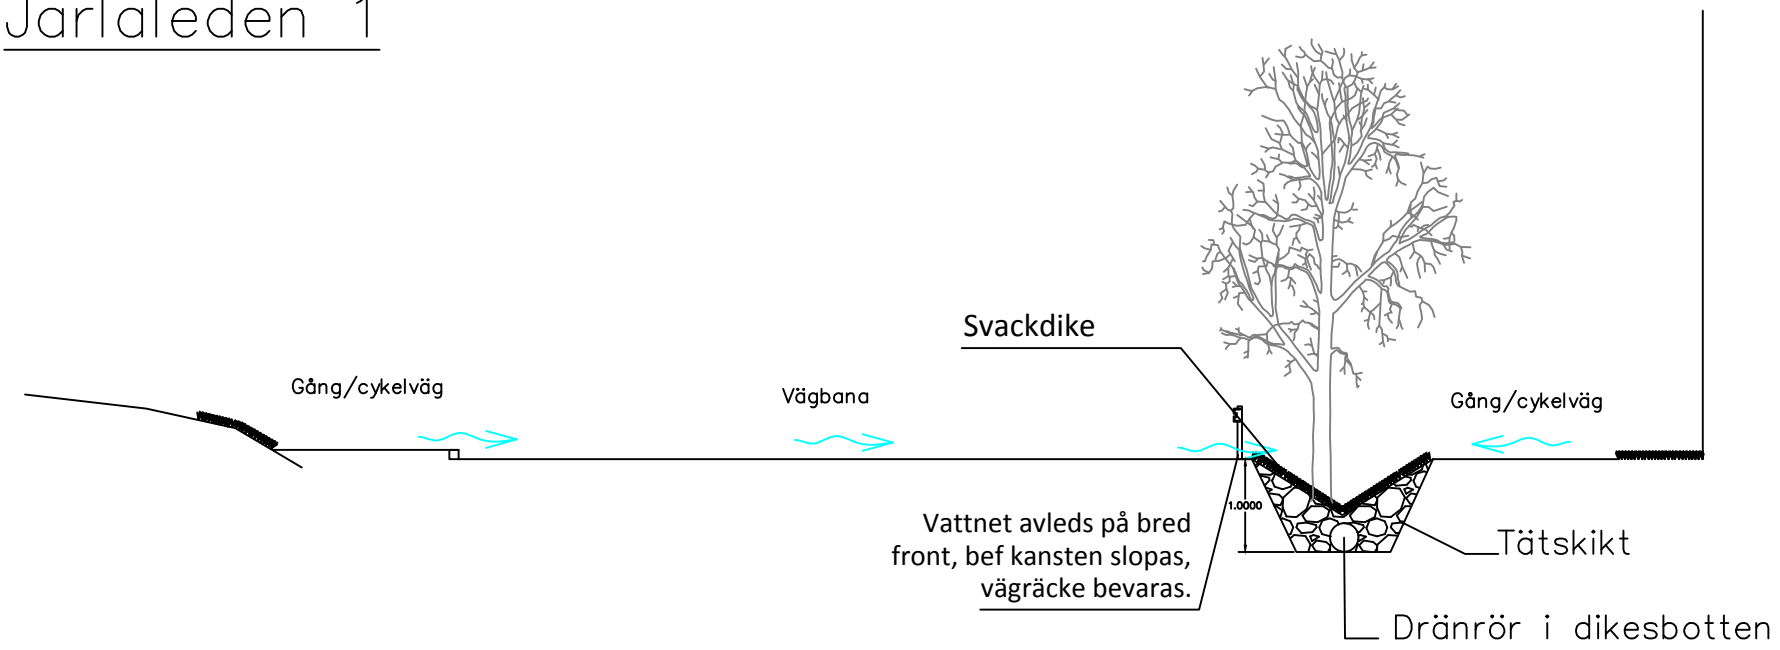 Jarlaleden 1
Svackdike
Gång/cykelväg
Vägbana
Gång/cykelväg
1.0000
Vattnet avleds på bred
front, bef kansten slopas,
vägräcke bevaras.
Tätskikt
Dränrör i dikesbotten